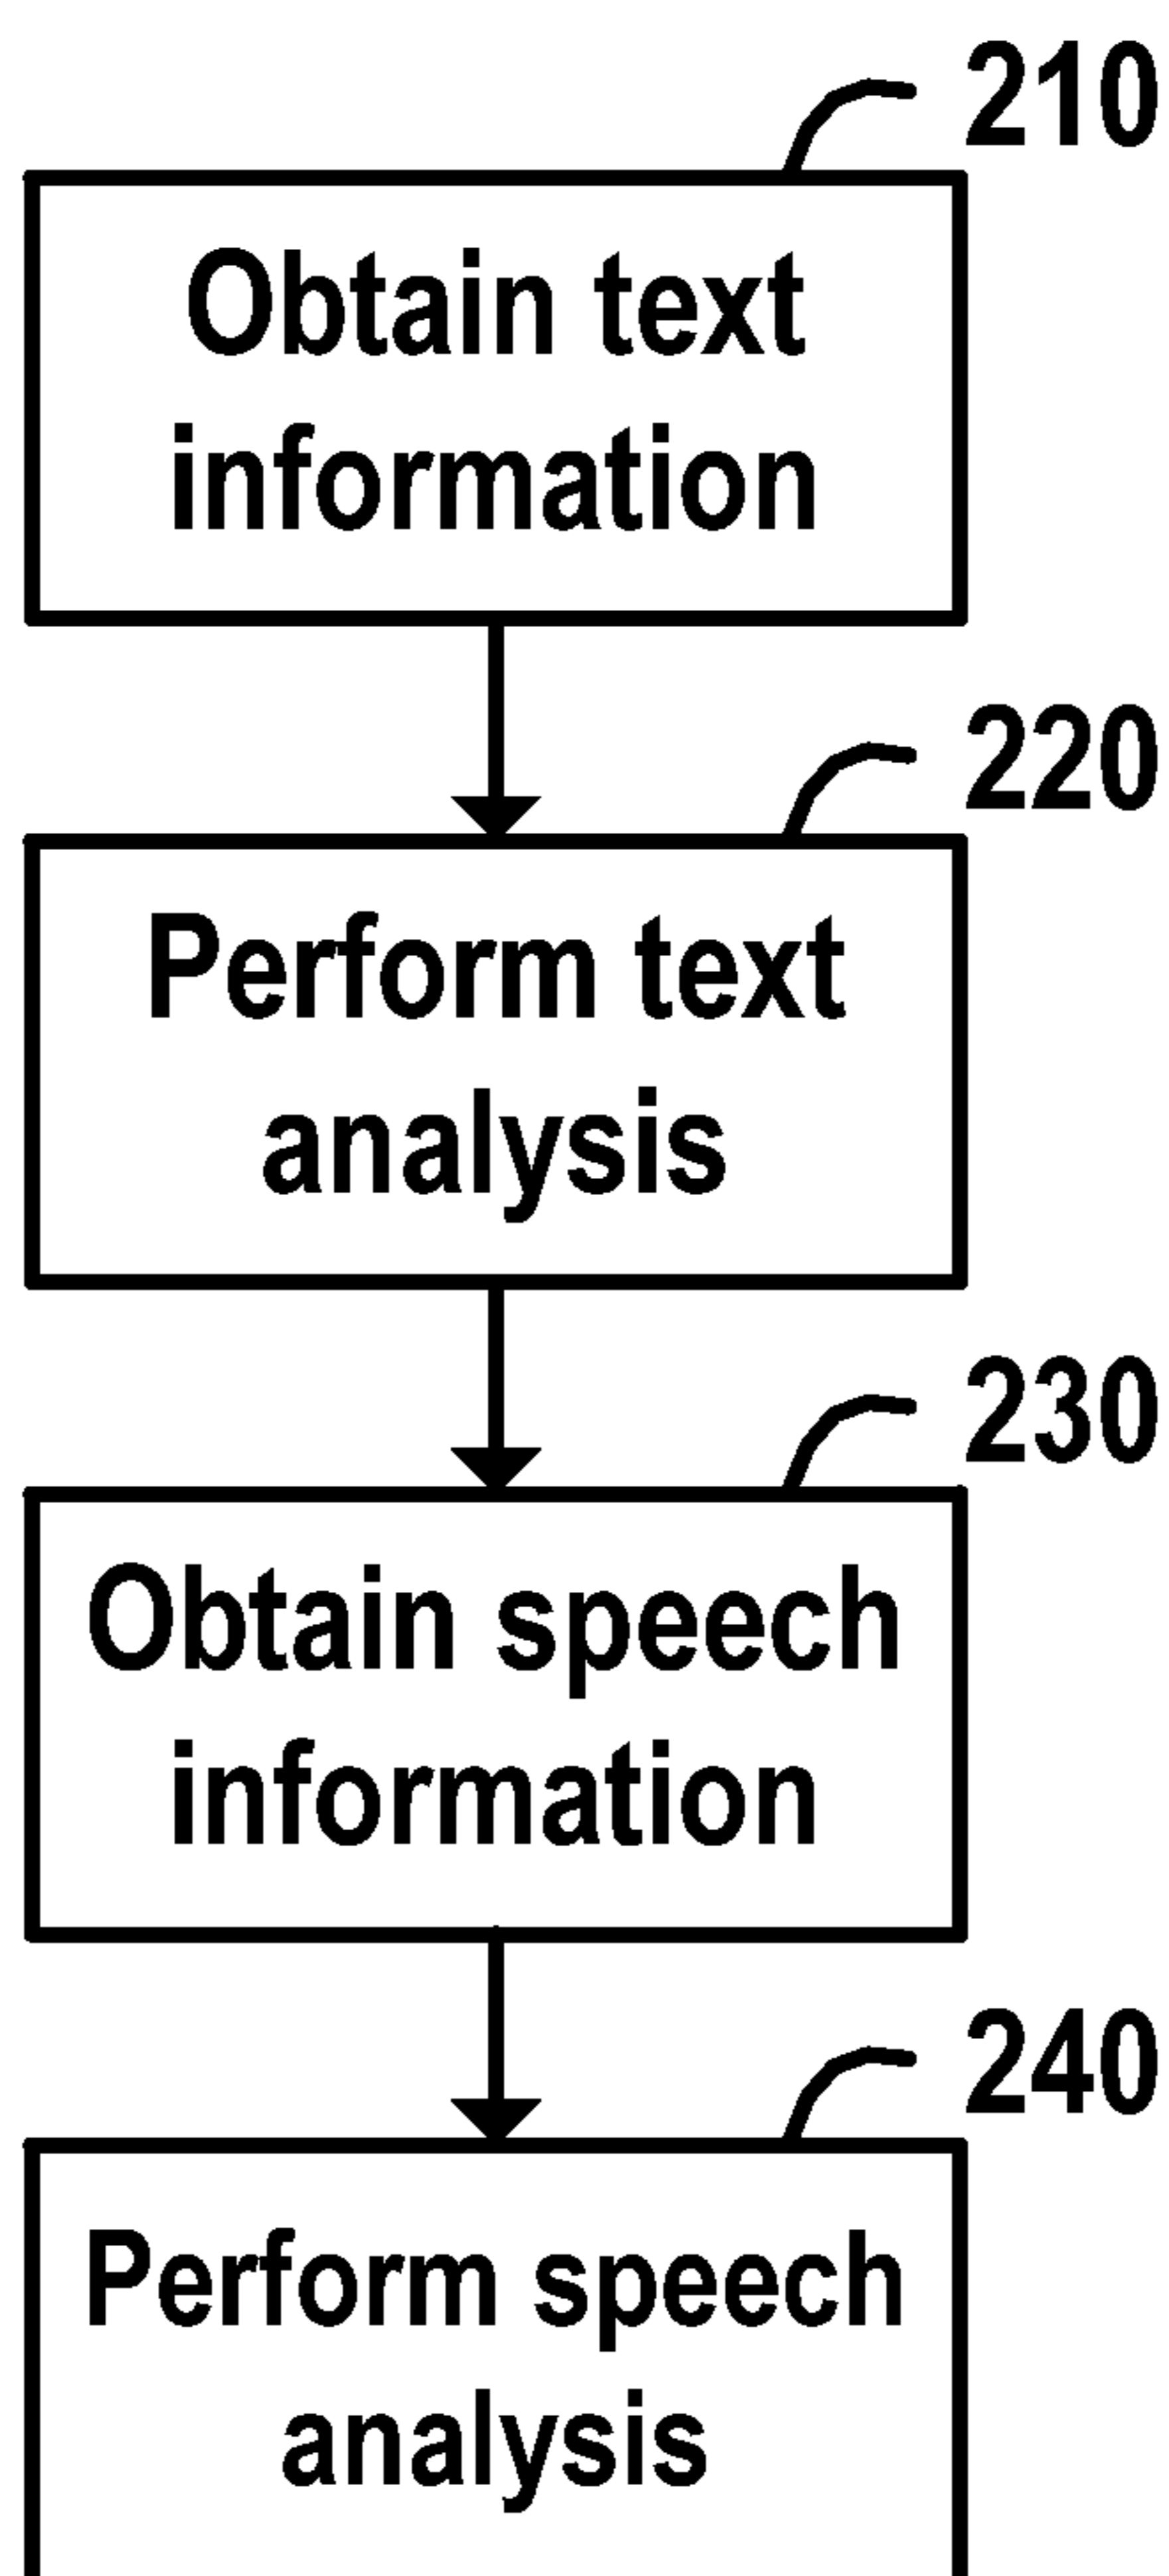 210
Obtain text
information
220
Perform text
analysis
230
Obtain speech
information
240
Perform speech
analysis